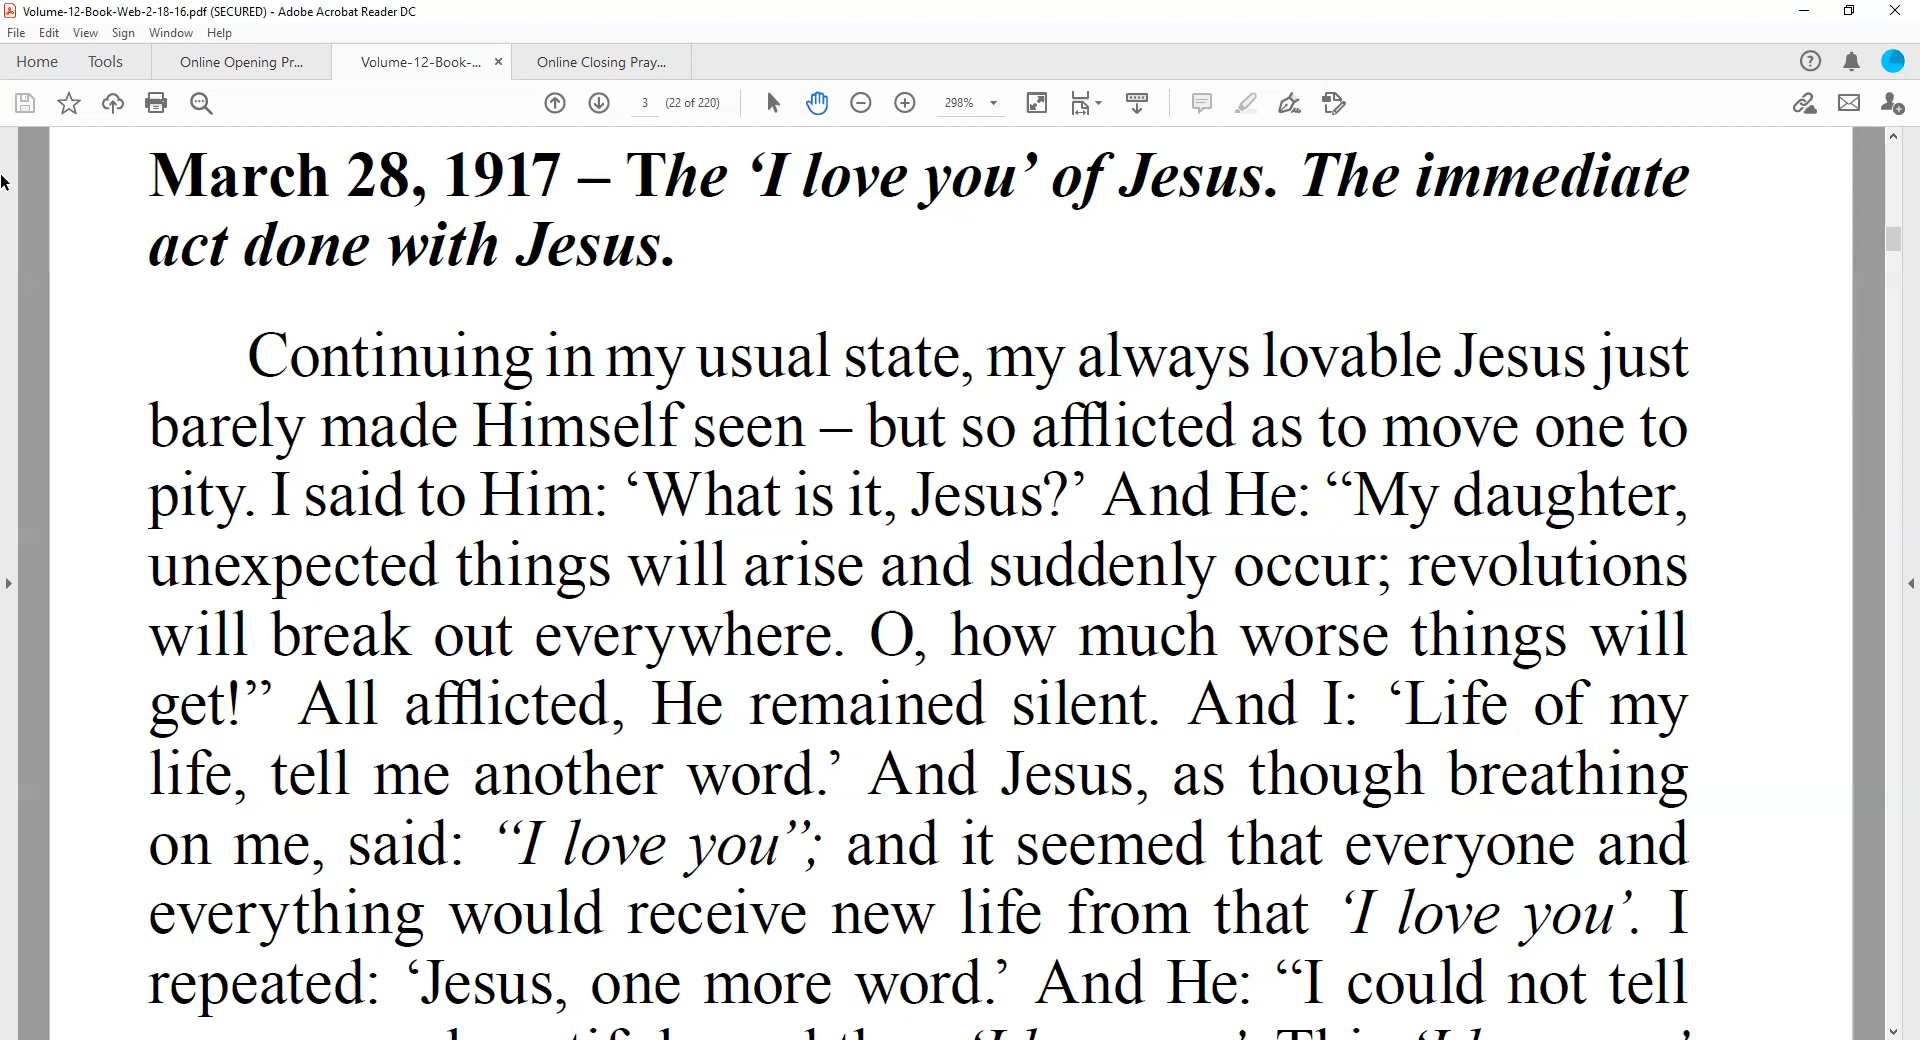 Volume-12-Book-Web-2-18-16.pdf (SECURED) - Adobe Acrobat Reader DC
File Edit View Sign Window Help
Home Tools Online Opening Pr... Volume-12-Book-... × Online Closing Pray...
3 (22 of 220) 298%
March 28, 1917 – The ‘I love you’ of Jesus. The immediate
act done with Jesus.
Continuing in my usual state, my always lovable Jesus just
barely made Himself seen – but so afflicted as to move one to
pity. I said to Him: ‘What is it, Jesus?’ And He: “My daughter,
unexpected things will arise and suddenly occur; revolutions
will break out everywhere. O, how much worse things will
get!” All afflicted, He remained silent. And I: ‘Life of my
life, tell me another word.’ And Jesus, as though breathing
on me, said: “I love you”; and it seemed that everyone and
everything would receive new life from that ‘I love you’. I
repeated: ‘Jesus, one more word.’ And He: “I could not tell